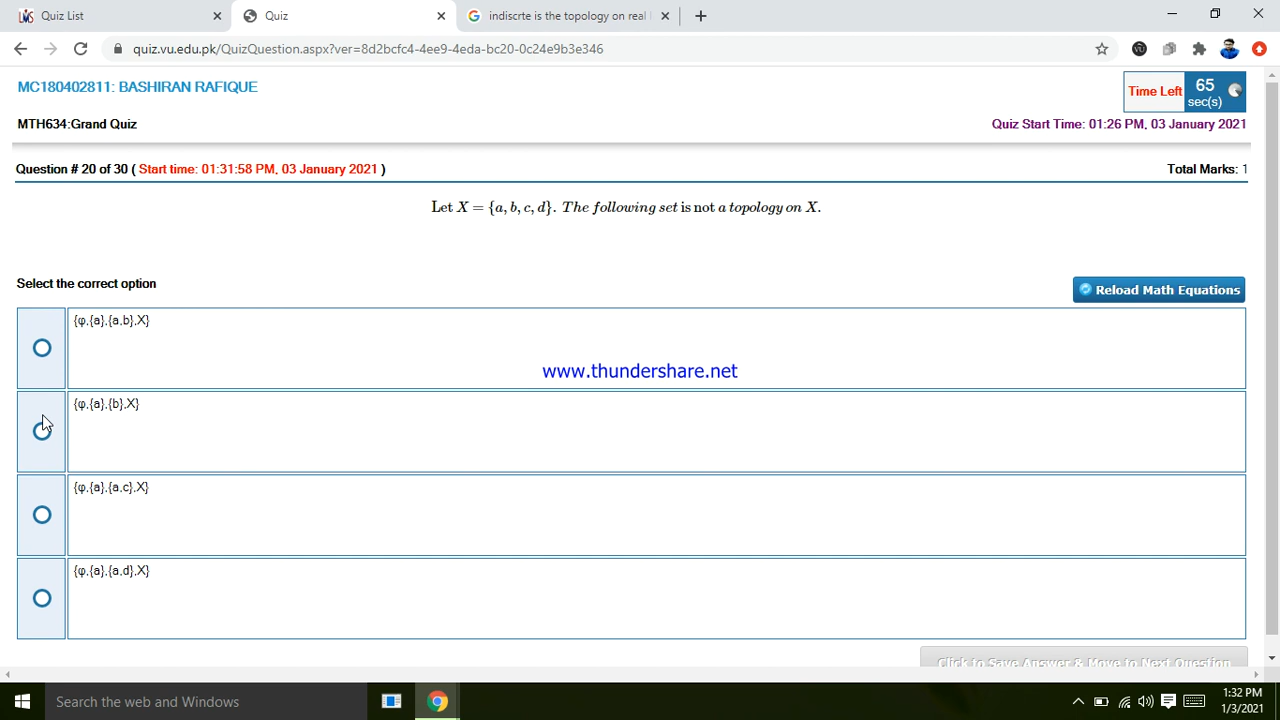 Quiz List
Quiz
indiscrte is the topology on real
quiz.vu.edu.pk/QuizQuestion.aspx?ver=8d2bcfc4-4ee9-4eda-bc20-0c24e9b3e346
MC180402811: BASHIRAN RAFIQUE
Time Left 65 sec(s)
MTH634:Grand Quiz
Quiz Start Time: 01:26 PM, 03 January 2021
Question # 20 of 30 ( Start time: 01:31:58 PM, 03 January 2021 )
Total Marks: 1
Let X = {a, b, c, d}. The following set is not a topology on X.
Select the correct option
Reload Math Equations
{φ,{a},{a,b},X}
www.thundershare.net
{φ,{a},{b},X}
{φ,{a},{a,c},X}
{φ,{a},{a,d},X}
Click to Save Answer & Move to Next Question
Search the web and Windows
1:32 PM
1/3/2021